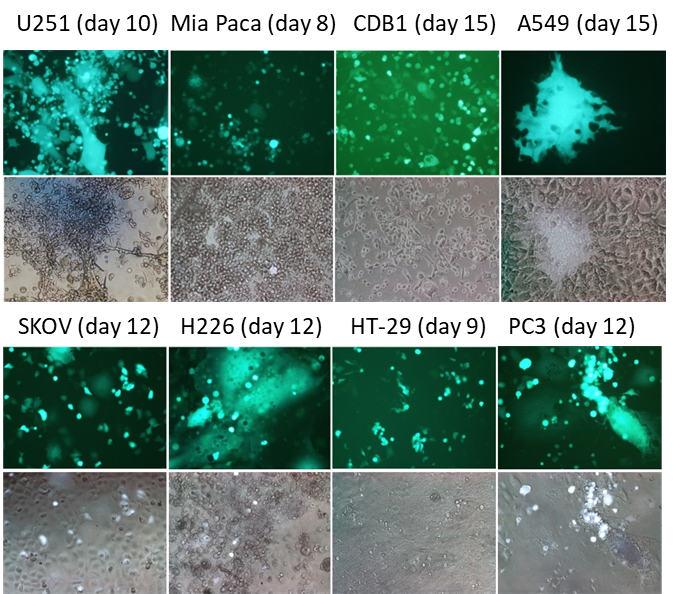 U251 (day 10) Mia Paca (day 8) CDB1 (day 15) A549 (day 15)
SKOV (day 12) H226 (day 12) HT-29 (day 9) PC3 (day 12)